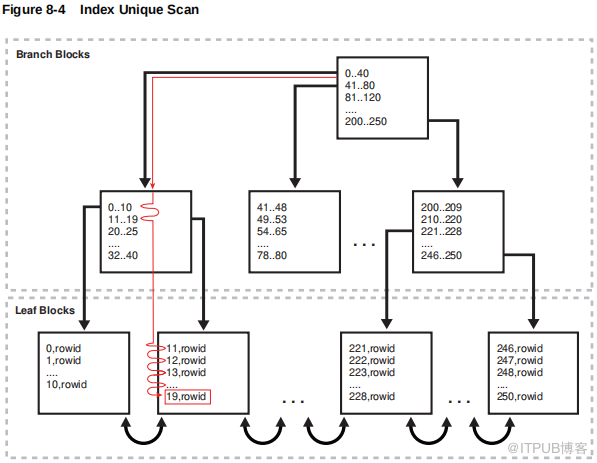 Figure 8-4 Index Unique Scan
Branch Blocks
0..40
41..80
81..120
....
200..250
0..10
11..19
20..25
....
32..40
41..48
49..53
54..65
....
78..80
...
200..209
210..220
221..228
....
246..250
Leaf Blocks
0,rowid
1,rowid
....
10,rowid
11,rowid
12,rowid
13,rowid
....
19,rowid
...
221,rowid
222,rowid
223,rowid
....
228,rowid
...
246,rowid
247,rowid
248,rowid
....
250,rowid
@ITPUB博客